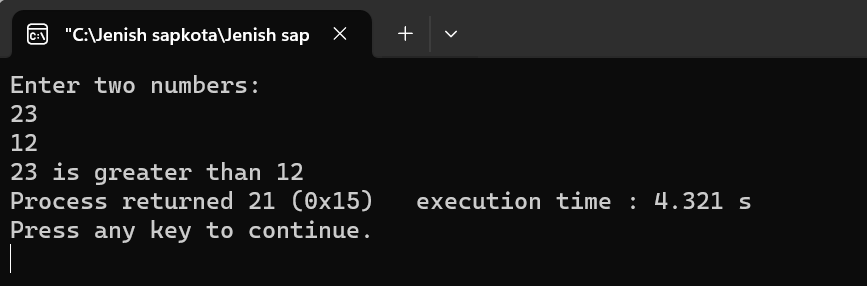 "C:\Jenish sapkota\Jenish sap
Enter two numbers:
23
12
23 is greater than 12
Process returned 21 (0x15)   execution time : 4.321 s
Press any key to continue.